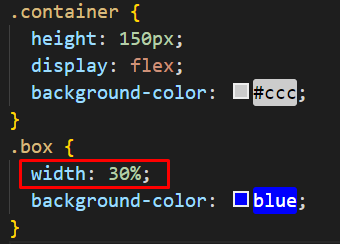 .container {
height: 150px;
display: flex;
background-color: #ccc;
}
.box {
width: 30%;
background-color: blue;
}